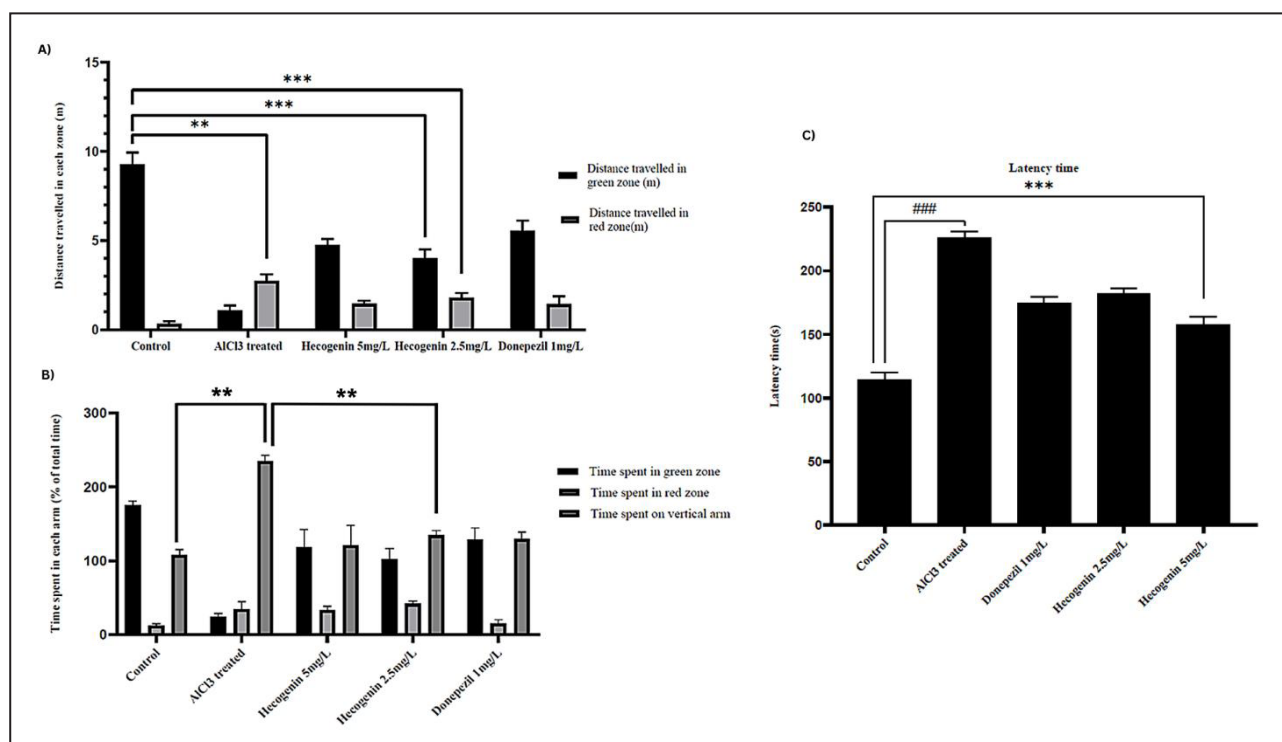 A)
15
10
5
0
Distance travelled in each zone (m)
***
***
**
Distance travelled in
green zone (m)
Distance travelled in
red zone(m)
Control
AlCl3 treated
Hecogenin 5mg/L
Hecogenin 2.5mg/L
Donepezil 1mg/L
B)
300
200
100
0
Time spent in each arm (% of total time)
**
**
Time spent in green zone
Time spent in red zone
Time spent on vertical arm
Control
AlCl3 treated
Hecogenin 5mg/L
Hecogenin 2.5mg/L
Donepezil 1mg/L
C)
Latency time
***
###
250
200
150
100
50
0
Latency time(s)
Control
AlCl3 treated
Donepezil 1mg/L
Hecogenin 2.5mg/L
Hecogenin 5mg/L